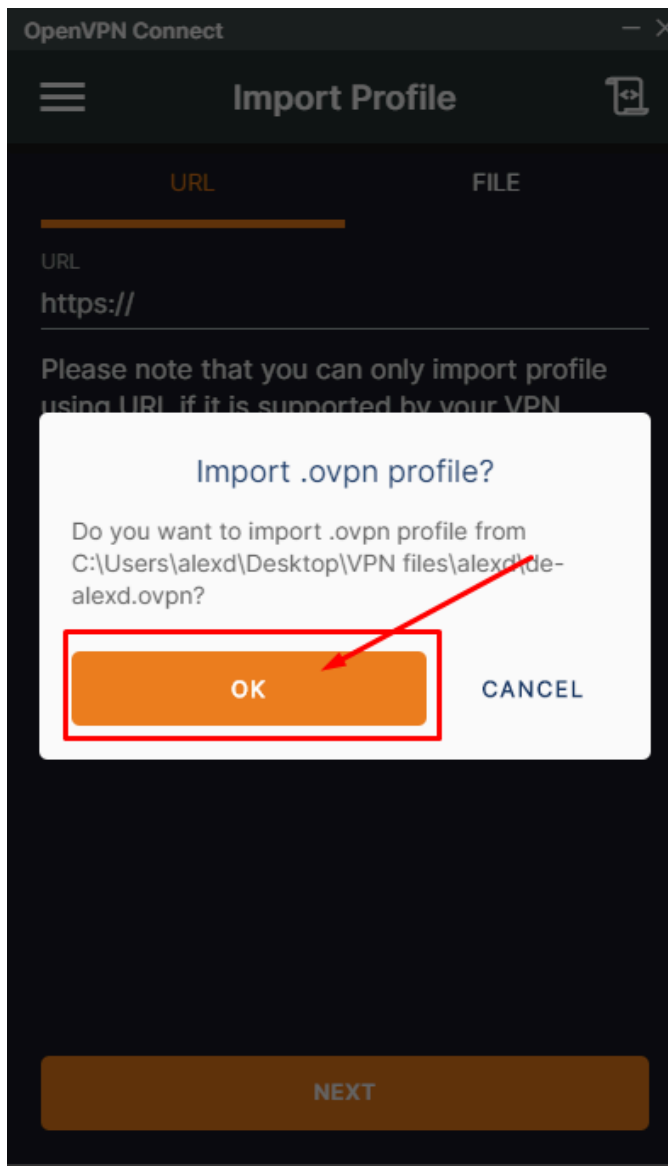 OpenVPN Connect
Import Profile
URL
FILE
URL
https://
Please note that you can only import profile
using URL if it is supported by your VPN
Import .ovpn profile?
Do you want to import .ovpn profile from
C:\Users\alexd\Desktop\VPN files\alexd\de-
alexd.ovpn?
OK
CANCEL
NEXT